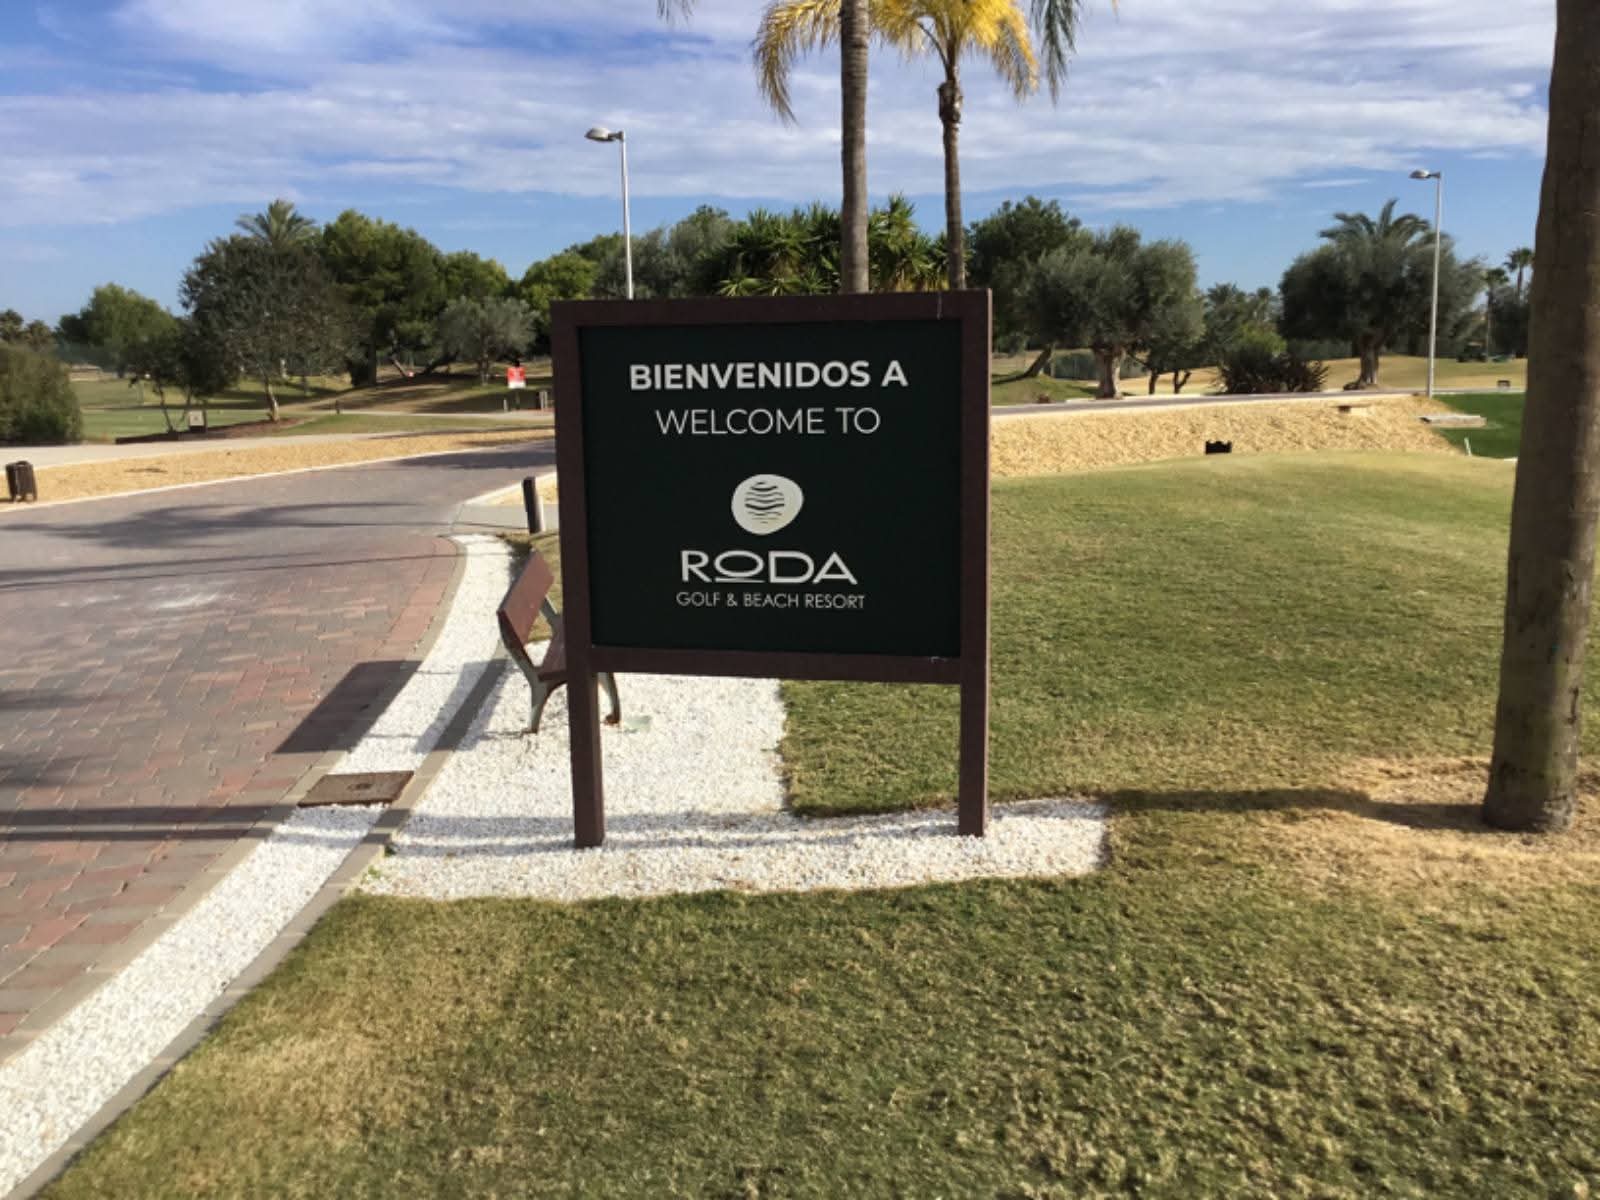 BIENVENIDOS A
WELCOME TO
RODA
GOLF & BEACH RESORT